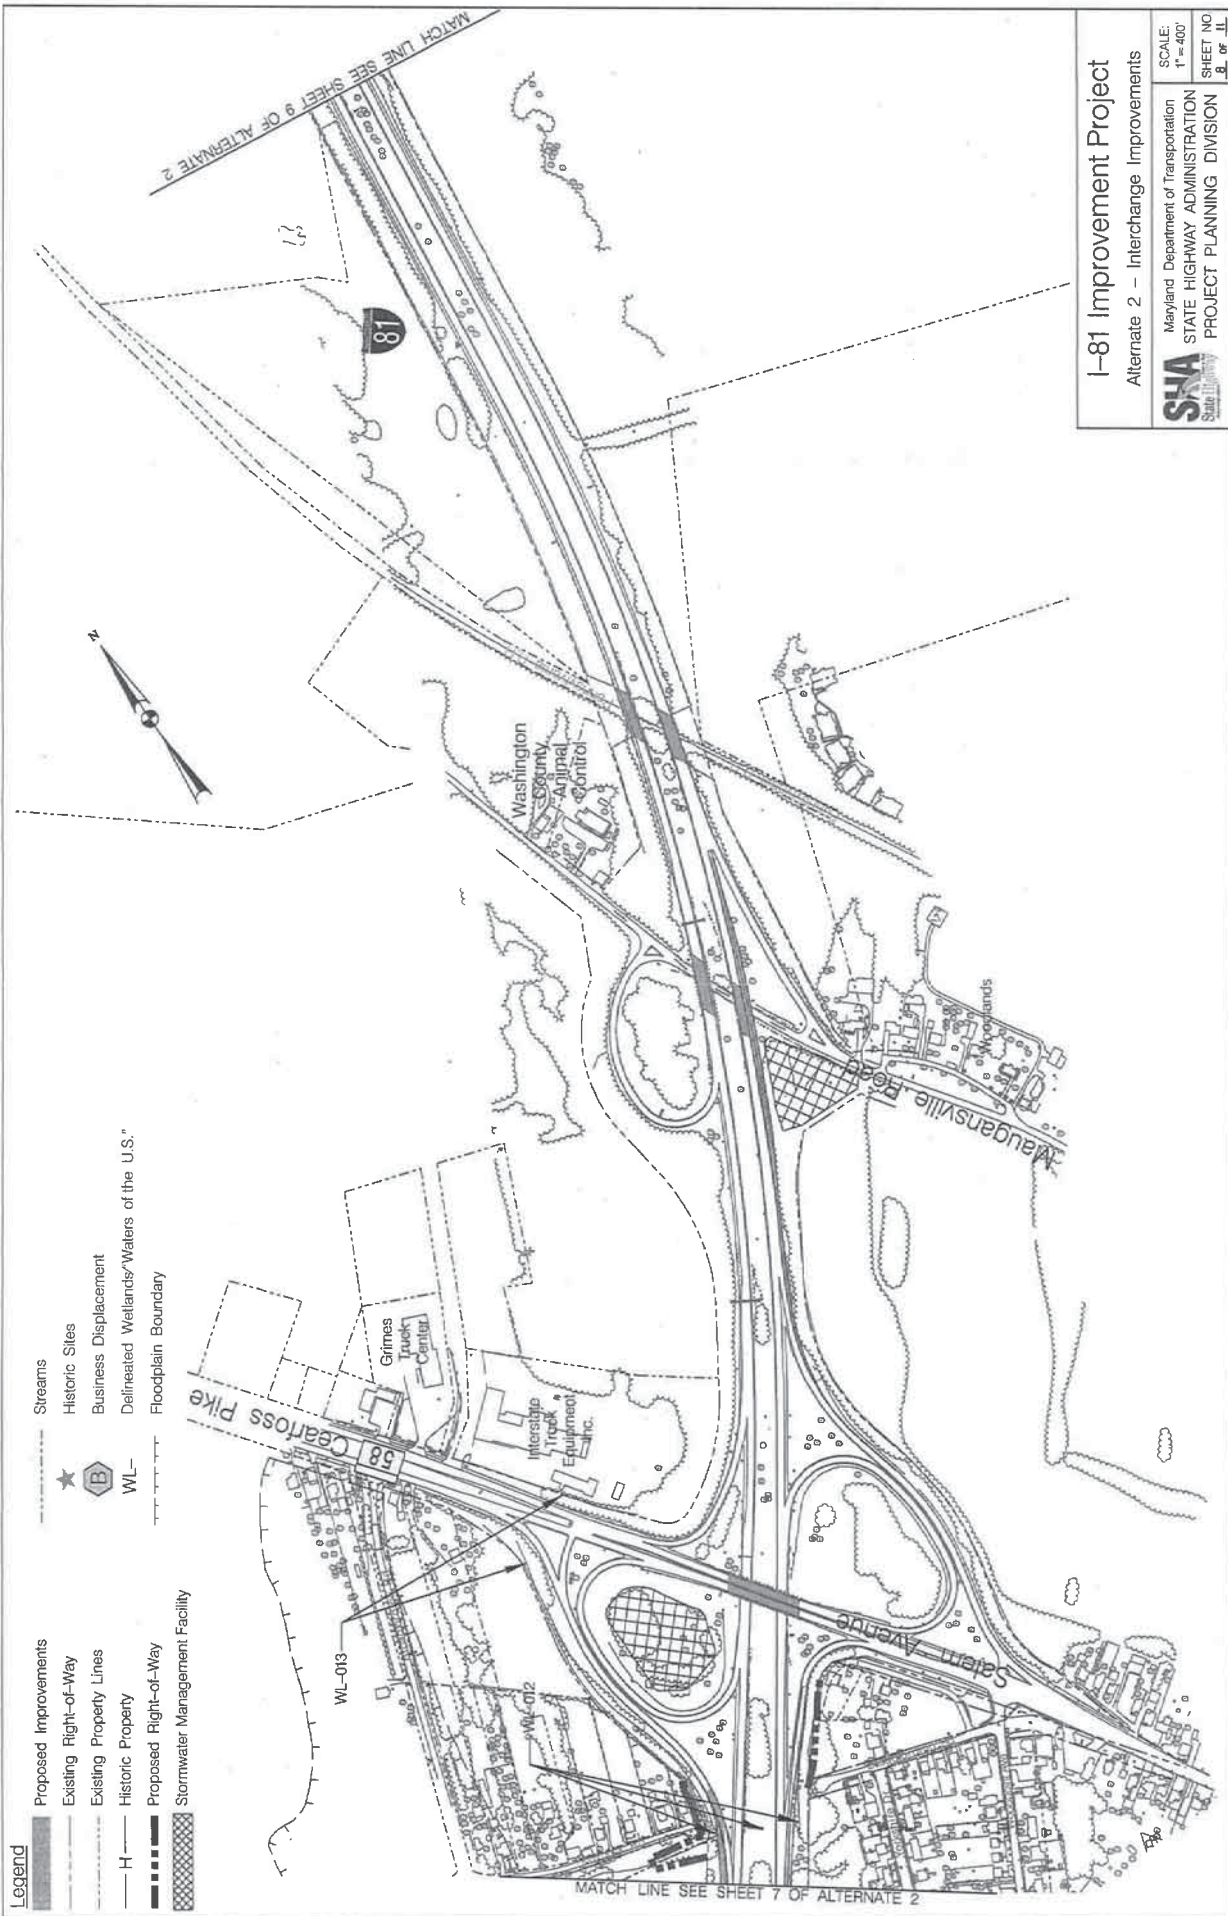 Legend
Proposed Improvements
Existing Right-of-Way
Existing Property Lines
H
Historic Property
Proposed Right-of-Way
Stormwater Management Facility
Streams
Historic Sites
B
Business Displacement
WL-
Delineated Wetlands/"Waters of the U.S."
Floodplain Boundary
N
MATCH LINE SEE SHEET 9 OF ALTERNATE 2
81
Washington
County
Animal
Control
Cearfoss Pike
58
Grimes
Truck
Center
Interstate
Truck
Equipment
Inc.
WL-013
WL-012
Salem Avenue
Maugansville Road
Woodlands
MATCH LINE SEE SHEET 7 OF ALTERNATE 2
I-81 Improvement Project
Alternate 2 - Interchange Improvements
SHA
State Highway
Maryland Department of Transportation
STATE HIGHWAY ADMINISTRATION
PROJECT PLANNING DIVISION
SCALE:
1" = 400'
SHEET NO.
8 OF 11